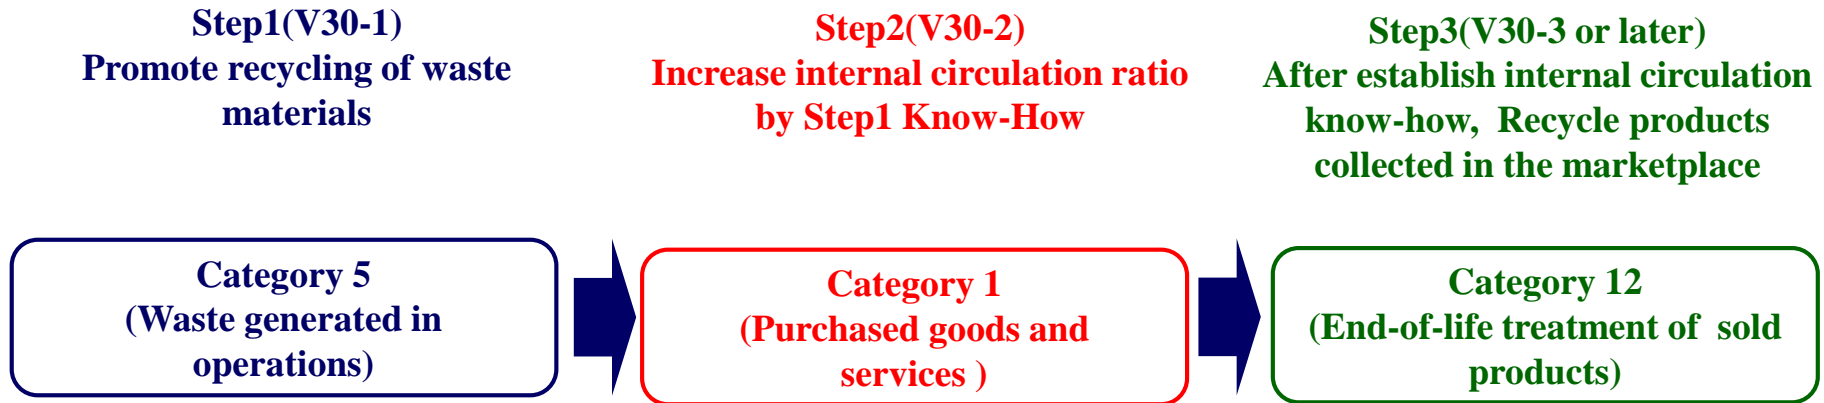 Step1(V30-1)
Promote recycling of waste
materials
Step2(V30-2)
Increase internal circulation ratio
by Step1 Know-How
Step3(V30-3 or later)
After establish internal circulation
know-how, Recycle products
collected in the marketplace
Category 5
(Waste generated in
operations)
Category 1
(Purchased goods and
services )
Category 12
(End-of-life treatment of sold
products)